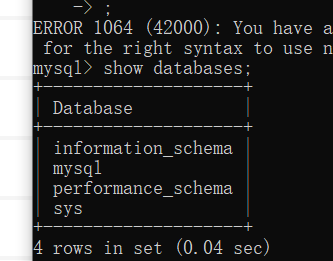 -> ;
ERROR 1064 (42000): You have a
for the right syntax to use n
mysql> show databases;
+--------------------+
| Database |
+--------------------+
| information_schema |
| mysql |
| performance_schema |
| sys |
+--------------------+
4 rows in set (0.04 sec)